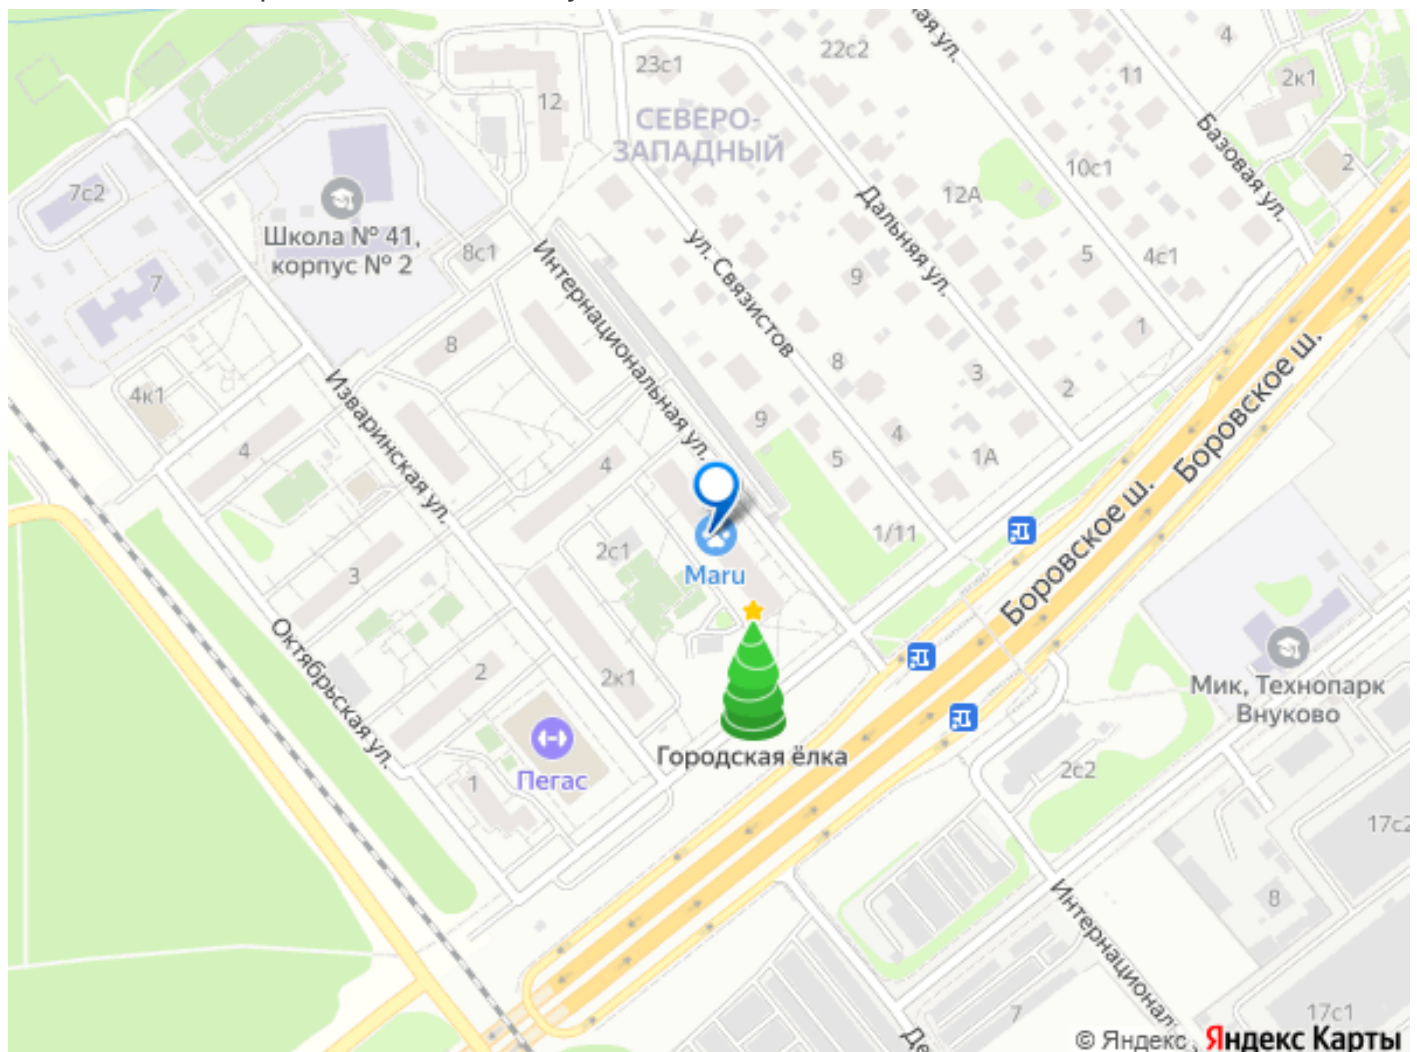 22с2
4
23с1
11
2к1
12
СЕВЕРО-
ЗАПАДНЫЙ
Базовая ул.
10с1
2
7с2
12А
Дальняя ул.
Школа № 41,
корпус № 2
8с1
Интернациональная ул.
ул. Связистов
9
5
4с1
7
1
8
8
3
2
4к1
Изваринская ул.
9
4
1А
5
4
4
Боровское ш.
Боровское ш.
1/11
2с1
Maru
3
Октябрьская ул.
2
2к1
Мик, Технопарк
Внуково
Городская ёлка
Пегас
1
2с2
17с2
8
Интернационал
7
17с1
© Яндекс
Яндекс Карты